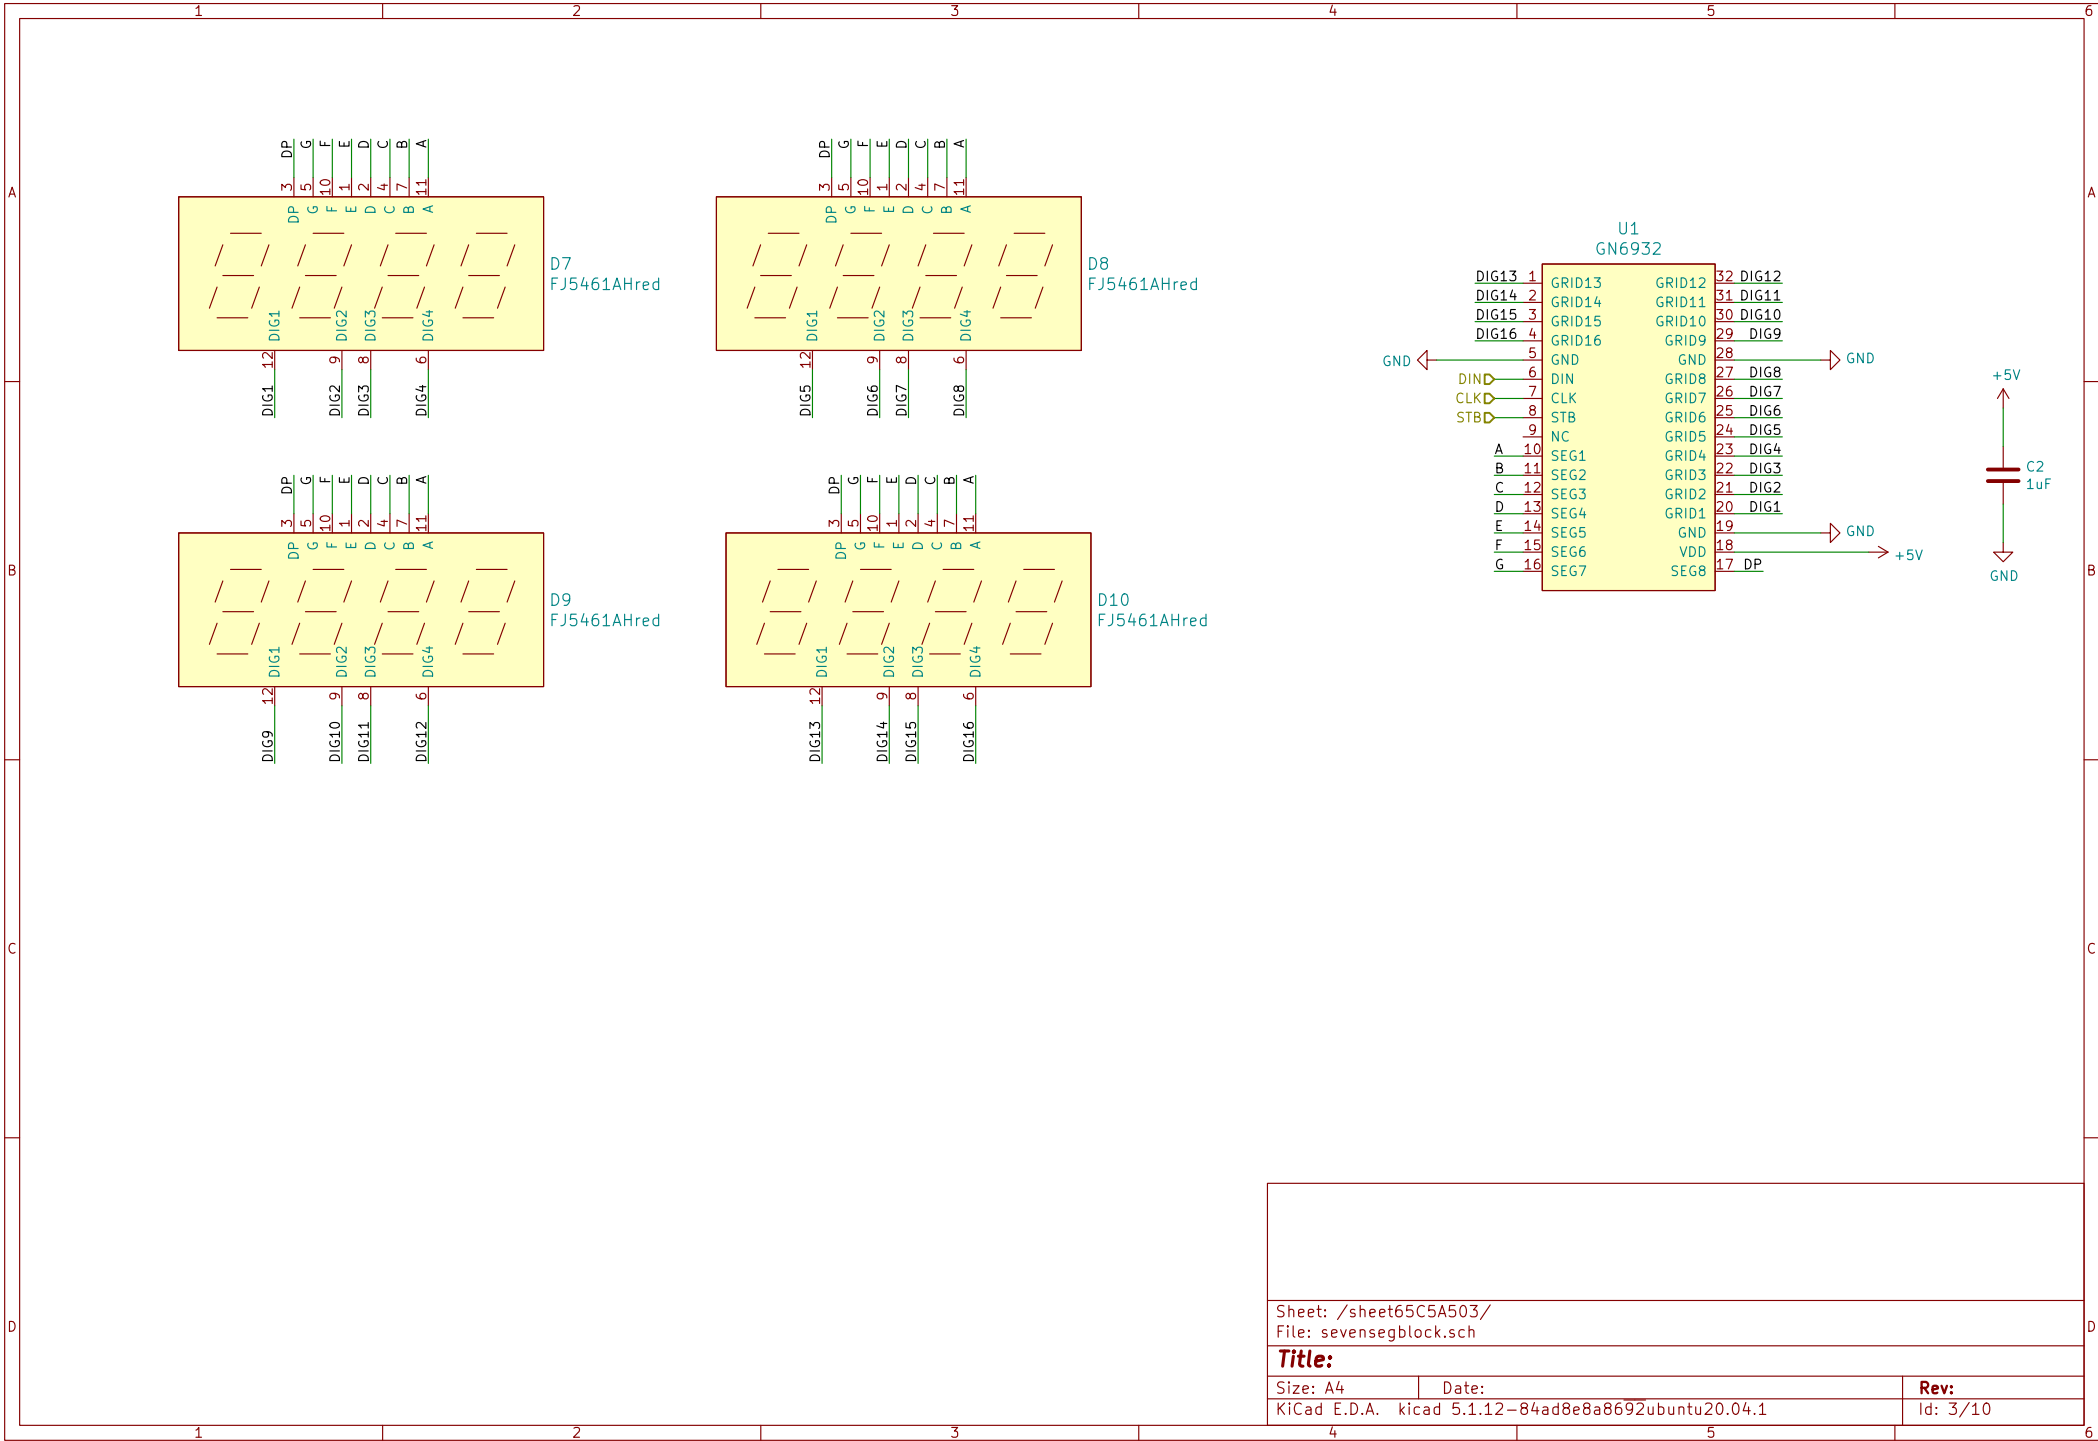 1 2 3 4 5 6
A A
B B
C C
D D
DP G F E D C B A
3 5 10 1 2 4 7 11
DP G F E D C B A
DIG1 DIG2 DIG3 DIG4
12 9 8 6
DIG1 DIG2 DIG3 DIG4
D7
FJ5461AHred
DP G F E D C B A
3 5 10 1 2 4 7 11
DP G F E D C B A
DIG1 DIG2 DIG3 DIG4
12 9 8 6
DIG5 DIG6 DIG7 DIG8
D8
FJ5461AHred
DP G F E D C B A
3 5 10 1 2 4 7 11
DP G F E D C B A
DIG1 DIG2 DIG3 DIG4
12 9 8 6
DIG9 DIG10 DIG11 DIG12
D9
FJ5461AHred
DP G F E D C B A
3 5 10 1 2 4 7 11
DP G F E D C B A
DIG1 DIG2 DIG3 DIG4
12 9 8 6
DIG13 DIG14 DIG15 DIG16
D10
FJ5461AHred
U1
GN6932
DIG13 1 GRID13 GRID12 32 DIG12
DIG14 2 GRID14 GRID11 31 DIG11
DIG15 3 GRID15 GRID10 30 DIG10
DIG16 4 GRID16 GRID9 29 DIG9
GND 5 GND GND 28 GND
DIN 6 DIN GRID8 27 DIG8
CLK 7 CLK GRID7 26 DIG7
STB 8 STB GRID6 25 DIG6
9 NC GRID5 24 DIG5
A 10 SEG1 GRID4 23 DIG4
B 11 SEG2 GRID3 22 DIG3
C 12 SEG3 GRID2 21 DIG2
D 13 SEG4 GRID1 20 DIG1
E 14 SEG5 GND 19 GND
F 15 SEG6 VDD 18 +5V
G 16 SEG7 SEG8 17 DP
+5V
C2
1uF
GND
Sheet: /sheet65C5A503/
File: sevensegblock.sch
Title:
Size: A4 Date: Rev:
KiCad E.D.A. kicad 5.1.12-84ad8e8a8692ubuntu20.04.1 Id: 3/10
1 2 3 4 5 6